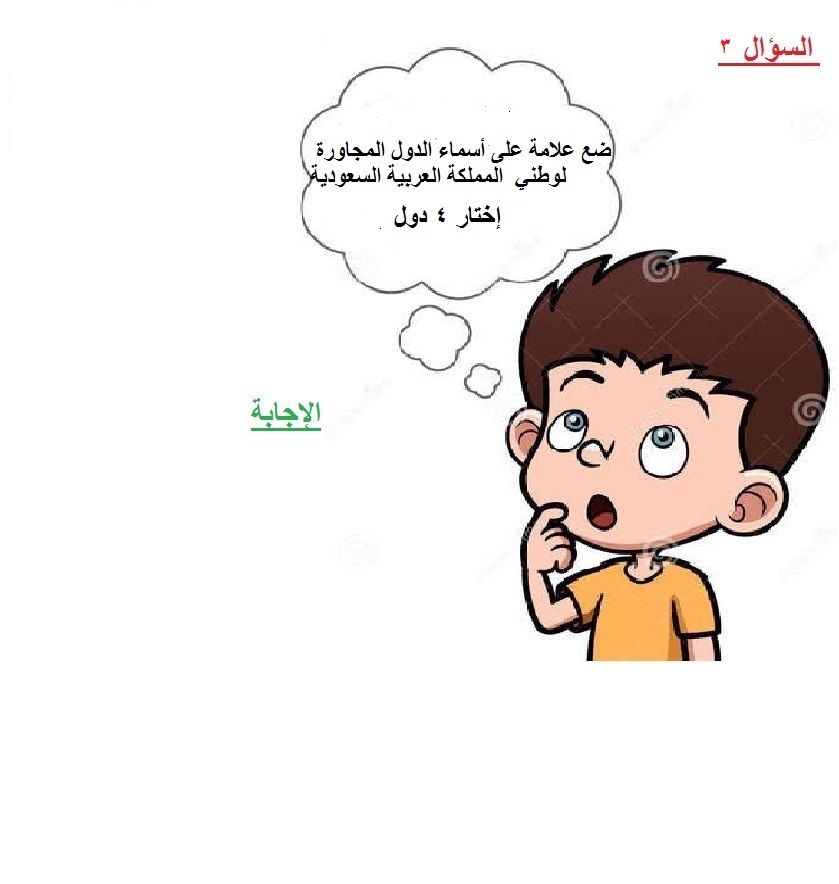 السؤال ٣
ضع علامة على أسماء الدول المجاورة
لوطني المملكة العربية السعودية
إختار ٤ دول
الإجابة